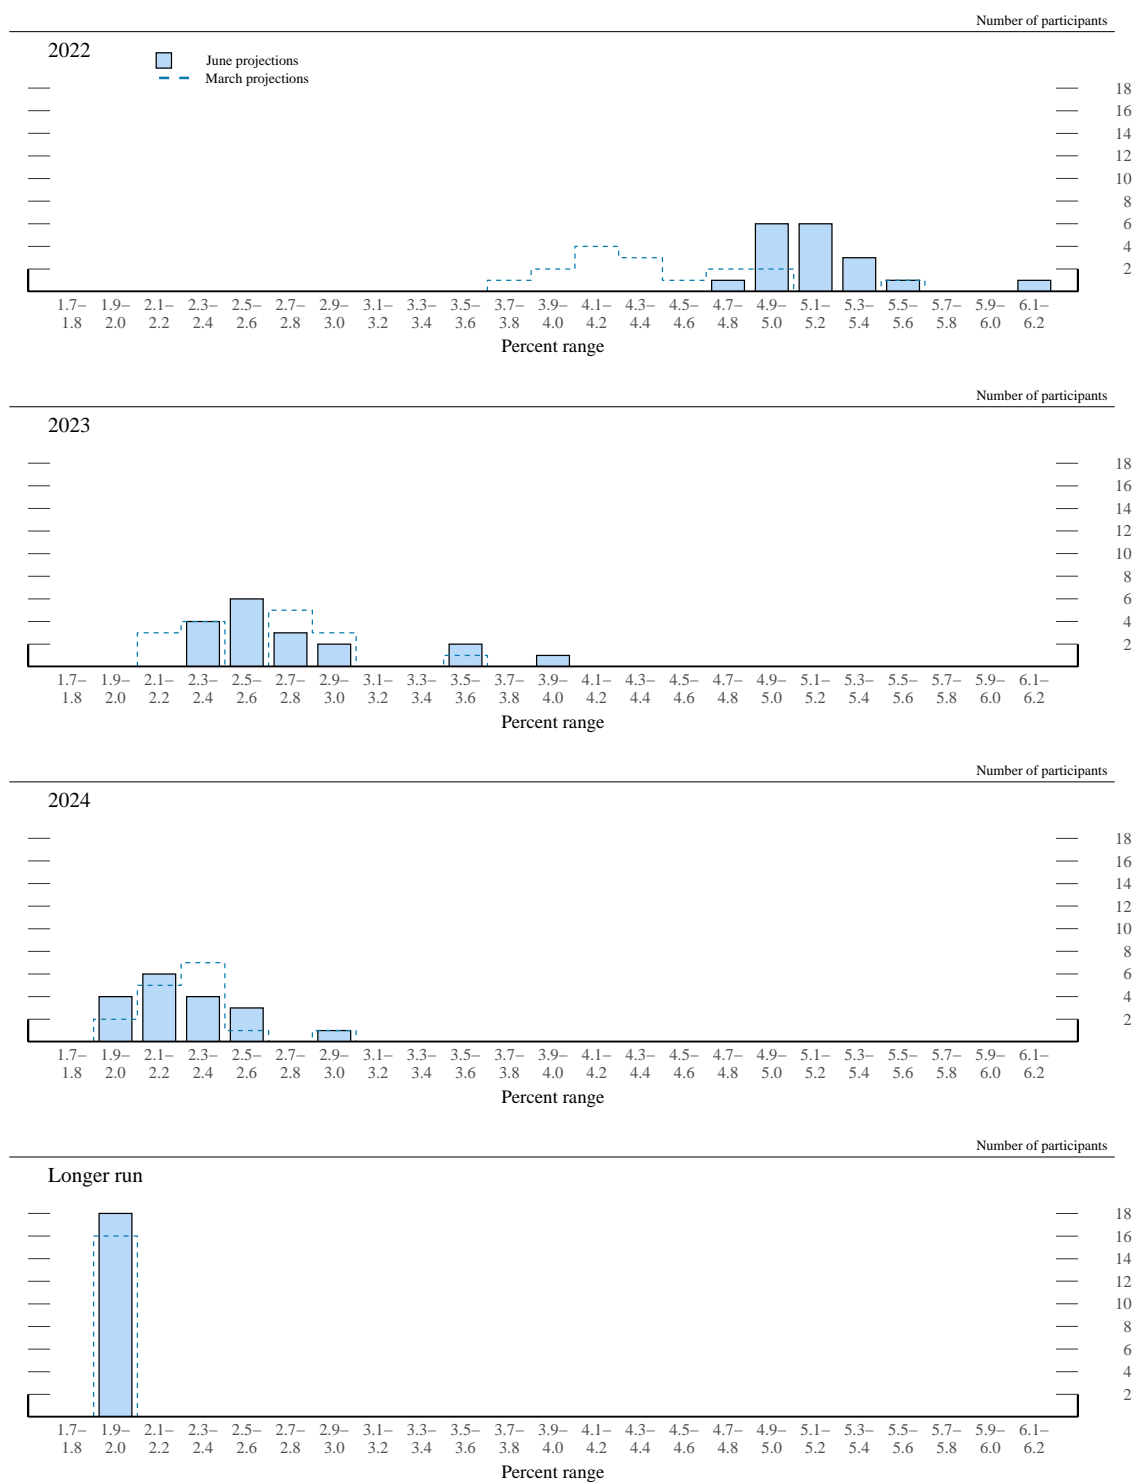 Number of participants
2022
June projections
March projections
18
16
14
12
10
8
6
4
2
1.7– 1.9– 2.1– 2.3– 2.5– 2.7– 2.9– 3.1– 3.3– 3.5– 3.7– 3.9– 4.1– 4.3– 4.5– 4.7– 4.9– 5.1– 5.3– 5.5– 5.7– 5.9– 6.1–
1.8 2.0 2.2 2.4 2.6 2.8 3.0 3.2 3.4 3.6 3.8 4.0 4.2 4.4 4.6 4.8 5.0 5.2 5.4 5.6 5.8 6.0 6.2
Percent range
Number of participants
2023
18
16
14
12
10
8
6
4
2
1.7– 1.9– 2.1– 2.3– 2.5– 2.7– 2.9– 3.1– 3.3– 3.5– 3.7– 3.9– 4.1– 4.3– 4.5– 4.7– 4.9– 5.1– 5.3– 5.5– 5.7– 5.9– 6.1–
1.8 2.0 2.2 2.4 2.6 2.8 3.0 3.2 3.4 3.6 3.8 4.0 4.2 4.4 4.6 4.8 5.0 5.2 5.4 5.6 5.8 6.0 6.2
Percent range
Number of participants
2024
18
16
14
12
10
8
6
4
2
1.7– 1.9– 2.1– 2.3– 2.5– 2.7– 2.9– 3.1– 3.3– 3.5– 3.7– 3.9– 4.1– 4.3– 4.5– 4.7– 4.9– 5.1– 5.3– 5.5– 5.7– 5.9– 6.1–
1.8 2.0 2.2 2.4 2.6 2.8 3.0 3.2 3.4 3.6 3.8 4.0 4.2 4.4 4.6 4.8 5.0 5.2 5.4 5.6 5.8 6.0 6.2
Percent range
Number of participants
Longer run
18
16
14
12
10
8
6
4
2
1.7– 1.9– 2.1– 2.3– 2.5– 2.7– 2.9– 3.1– 3.3– 3.5– 3.7– 3.9– 4.1– 4.3– 4.5– 4.7– 4.9– 5.1– 5.3– 5.5– 5.7– 5.9– 6.1–
1.8 2.0 2.2 2.4 2.6 2.8 3.0 3.2 3.4 3.6 3.8 4.0 4.2 4.4 4.6 4.8 5.0 5.2 5.4 5.6 5.8 6.0 6.2
Percent range